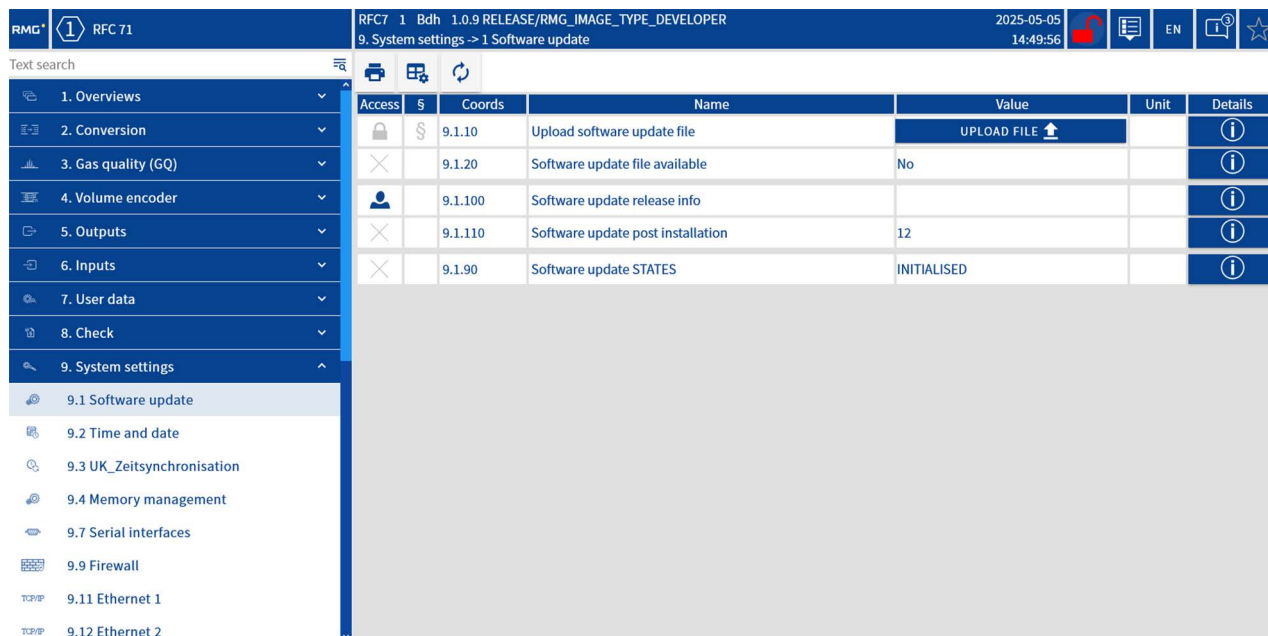 RMG
1
RFC 71
RFC7 1 Bdh 1.0.9 RELEASE/RMG_IMAGE_TYPE_DEVELOPER
9. System settings -> 1 Software update
2025-05-05
14:49:56
EN
3
Text search
1. Overviews
2. Conversion
3. Gas quality (GQ)
4. Volume encoder
5. Outputs
6. Inputs
7. User data
8. Check
9. System settings
9.1 Software update
9.2 Time and date
9.3 UK_Zeitsynchronisation
9.4 Memory management
9.7 Serial interfaces
9.9 Firewall
TCP/IP 9.11 Ethernet 1
TCP/IP 9.12 Ethernet 2
Access § Coords Name Value Unit Details
§ 9.1.10 Upload software update file UPLOAD FILE
9.1.20 Software update file available No
9.1.100 Software update release info
9.1.110 Software update post installation 12
9.1.90 Software update STATES INITIALISED